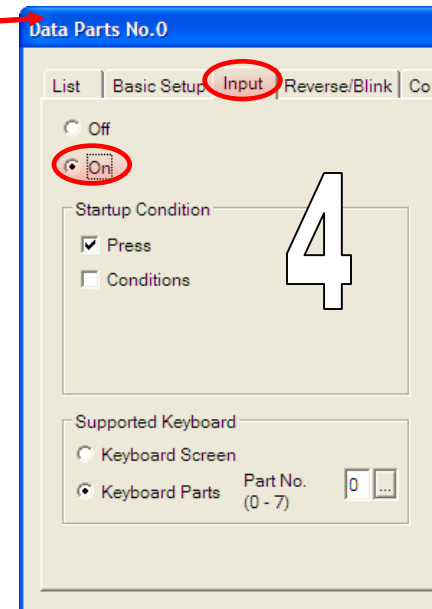 Data Parts No.0
List Basic Setup Input Reverse/Blink Co
Off
On
Startup Condition
Press
Conditions
4
Supported Keyboard
Keyboard Screen
Keyboard Parts Part No. 0 ...
(0 - 7)